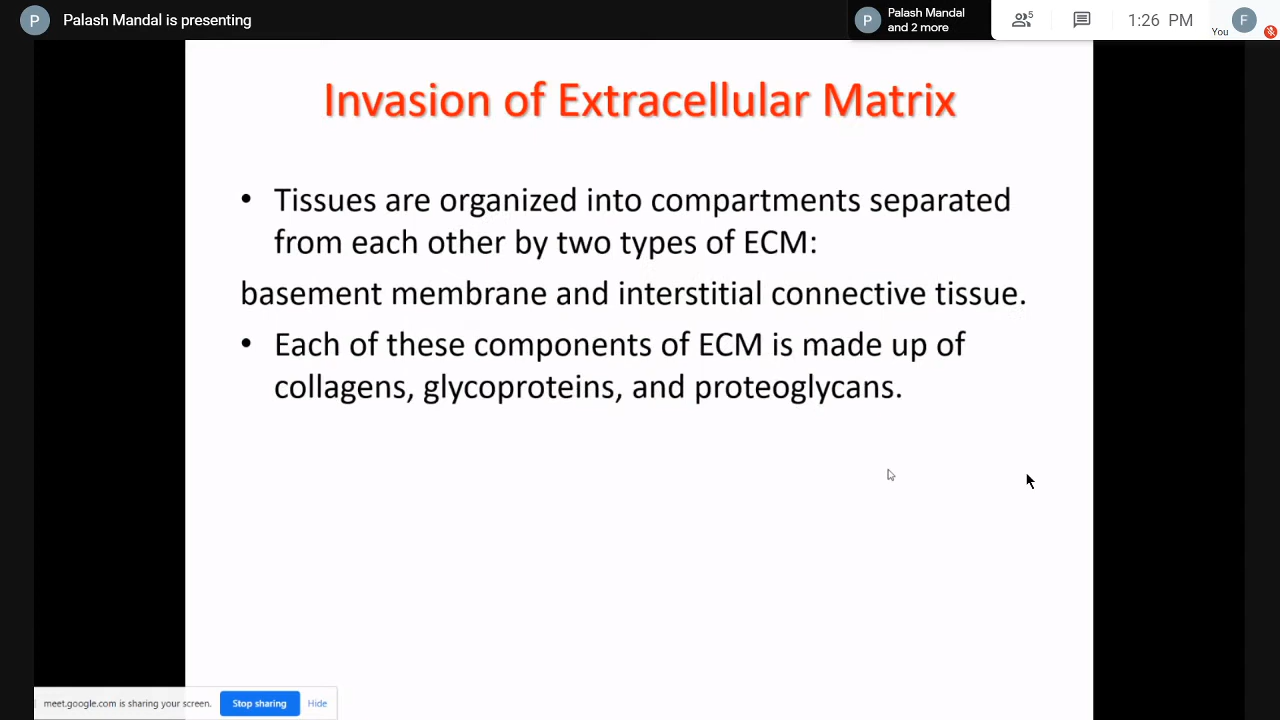 P Palash Mandal is presenting
P Palash Mandal
and 2 more
5
1:26 PM
You
F
Invasion of Extracellular Matrix
• Tissues are organized into compartments separated
from each other by two types of ECM:
basement membrane and interstitial connective tissue.
• Each of these components of ECM is made up of
collagens, glycoproteins, and proteoglycans.
meet.google.com is sharing your screen. Stop sharing Hide